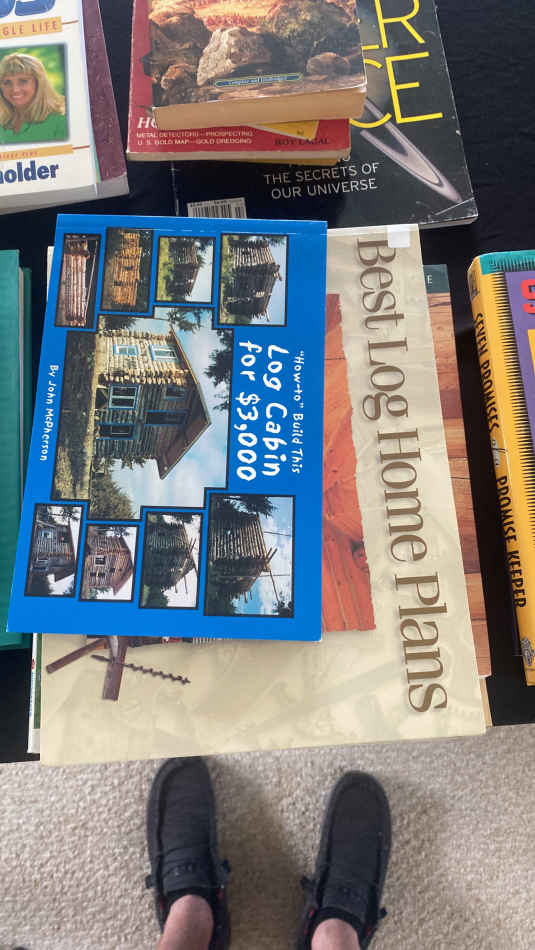 GLE LIFE
holder
METAL DETECTORS—PROSPECTING
U.S. GOLD MAP—GOLD DREDGING
ROY LAGAL
THE SECRETS OF
OUR UNIVERSE
"How-to" Build This
Log Cabin
for $3,000
By John McPherson
Best Log Home Plans
SEVEN PROMISES of a PROMISE KEEPER